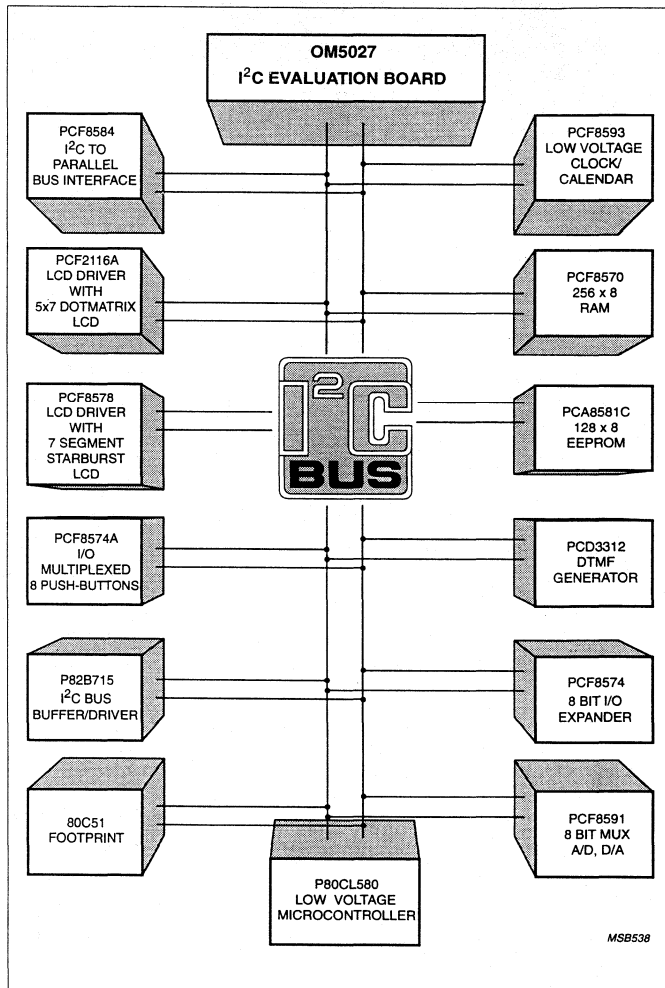 OM5027
I²C EVALUATION BOARD
PCF8584
I²C TO
PARALLEL
BUS INTERFACE
PCF8593
LOW VOLTAGE
CLOCK/
CALENDAR
PCF2116A
LCD DRIVER
WITH
5x7 DOTMATRIX
LCD
PCF8570
256 x 8
RAM
PCF8578
LCD DRIVER
WITH
7 SEGMENT
STARBURST
LCD
I²C
BUS
PCA8581C
128 x 8
EEPROM
PCF8574A
I/O
MULTIPLEXED
8 PUSH-BUTTONS
PCD3312
DTMF
GENERATOR
P82B715
I²C BUS
BUFFER/DRIVER
PCF8574
8 BIT I/O
EXPANDER
80C51
FOOTPRINT
PCF8591
8 BIT MUX
A/D, D/A
P80CL580
LOW VOLTAGE
MICROCONTROLLER
MSB538